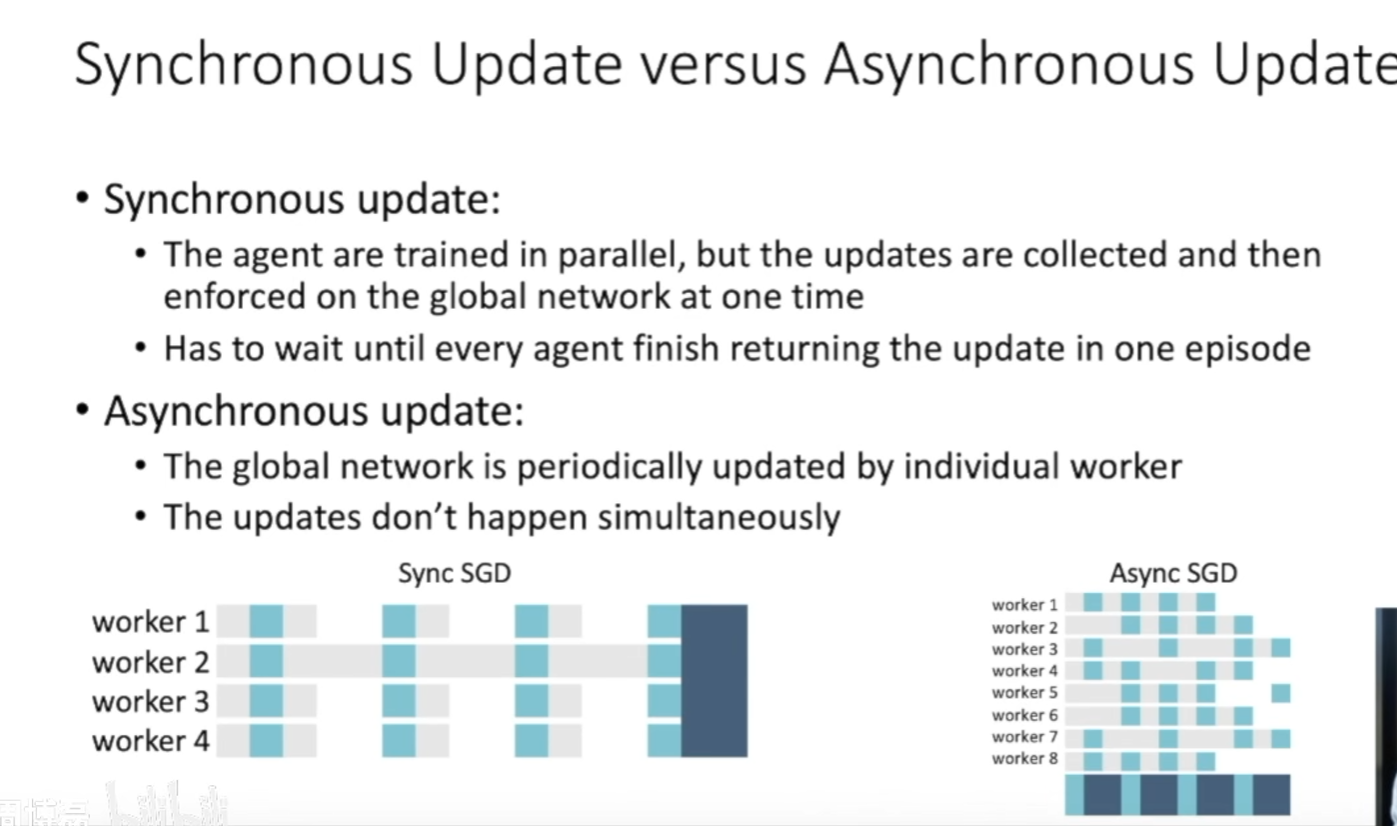 Synchronous Update versus Asynchronous Update
• Synchronous update:
• The agent are trained in parallel, but the updates are collected and then
enforced on the global network at one time
• Has to wait until every agent finish returning the update in one episode
• Asynchronous update:
• The global network is periodically updated by individual worker
• The updates don’t happen simultaneously
Sync SGD
worker 1
worker 2
worker 3
worker 4
Async SGD
worker 1
worker 2
worker 3
worker 4
worker 5
worker 6
worker 7
worker 8